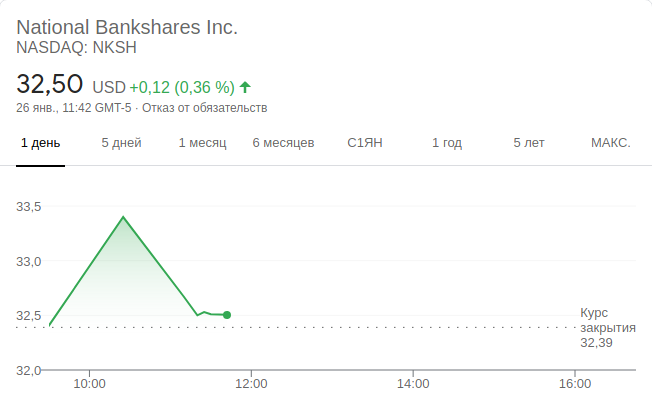 National Bankshares Inc.
NASDAQ: NKSH
32,50 USD +0,12 (0,36 %)
26 янв., 11:42 GMT-5 · Отказ от обязательств
1 день 5 дней 1 месяц 6 месяцев С1ЯН 1 год 5 лет МАКС.
33,5
33,0
32,5
Курс
закрытия
32,39
32,0
10:00 12:00 14:00 16:00